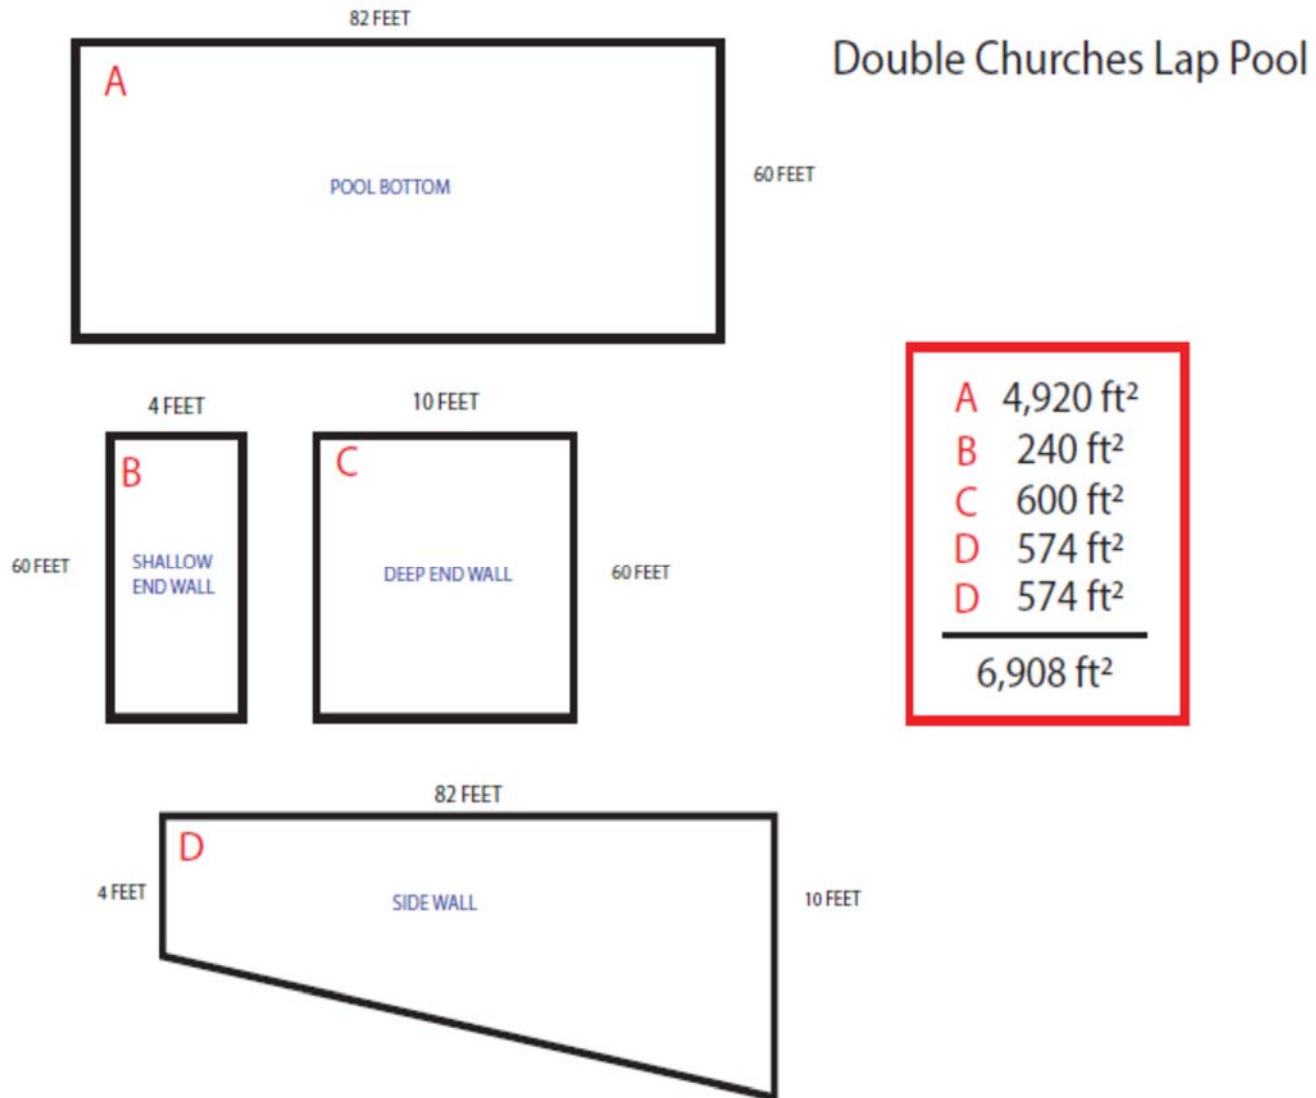 82 FEET
Double Churches Lap Pool
A
POOL BOTTOM
60 FEET
4 FEET
10 FEET
B
C
60 FEET
SHALLOW
END WALL
DEEP END WALL
60 FEET
A 4,920 ft²
B 240 ft²
C 600 ft²
D 574 ft²
D 574 ft²
6,908 ft²
82 FEET
D
4 FEET
SIDE WALL
10 FEET